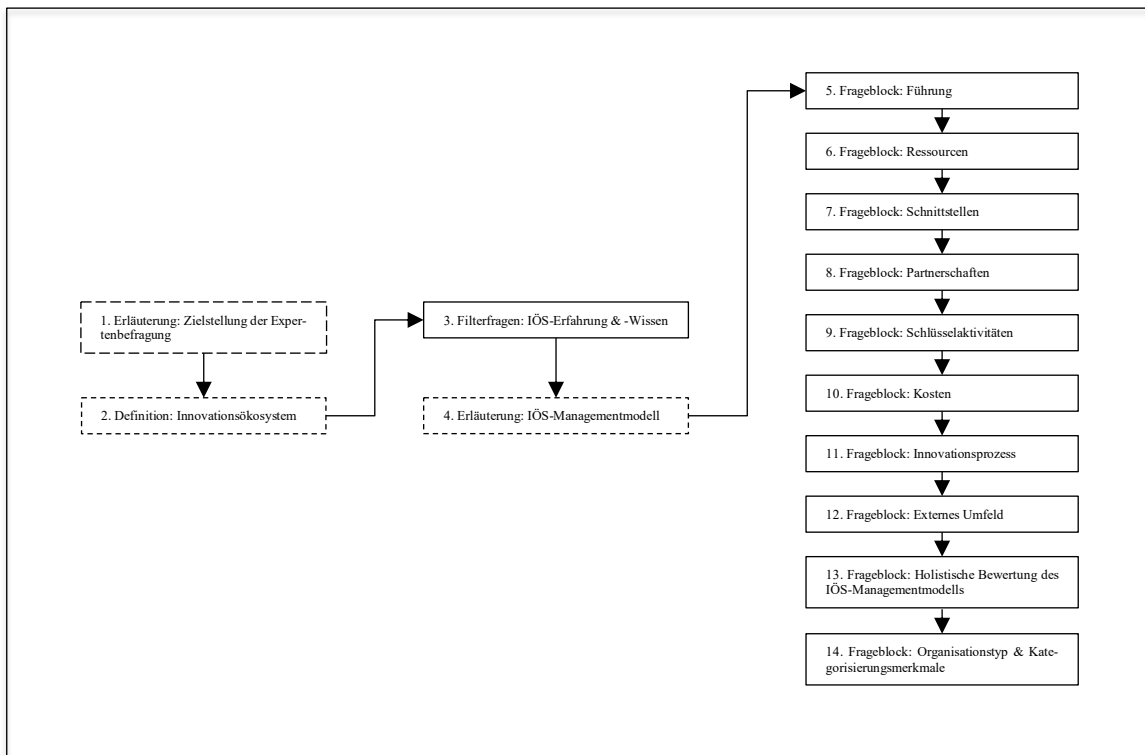 1. Erläuterung: Zielstellung der Exper-
tenbefragung
2. Definition: Innovationsökosystem
3. Filterfragen: IÖS-Erfahrung & -Wissen
4. Erläuterung: IÖS-Managementmodell
5. Frageblock: Führung
6. Frageblock: Ressourcen
7. Frageblock: Schnittstellen
8. Frageblock: Partnerschaften
9. Frageblock: Schlüsselaktivitäten
10. Frageblock: Kosten
11. Frageblock: Innovationsprozess
12. Frageblock: Externes Umfeld
13. Frageblock: Holistische Bewertung des
IÖS-Managementmodells
14. Frageblock: Organisationstyp & Kate-
gorisierungsmerkmale